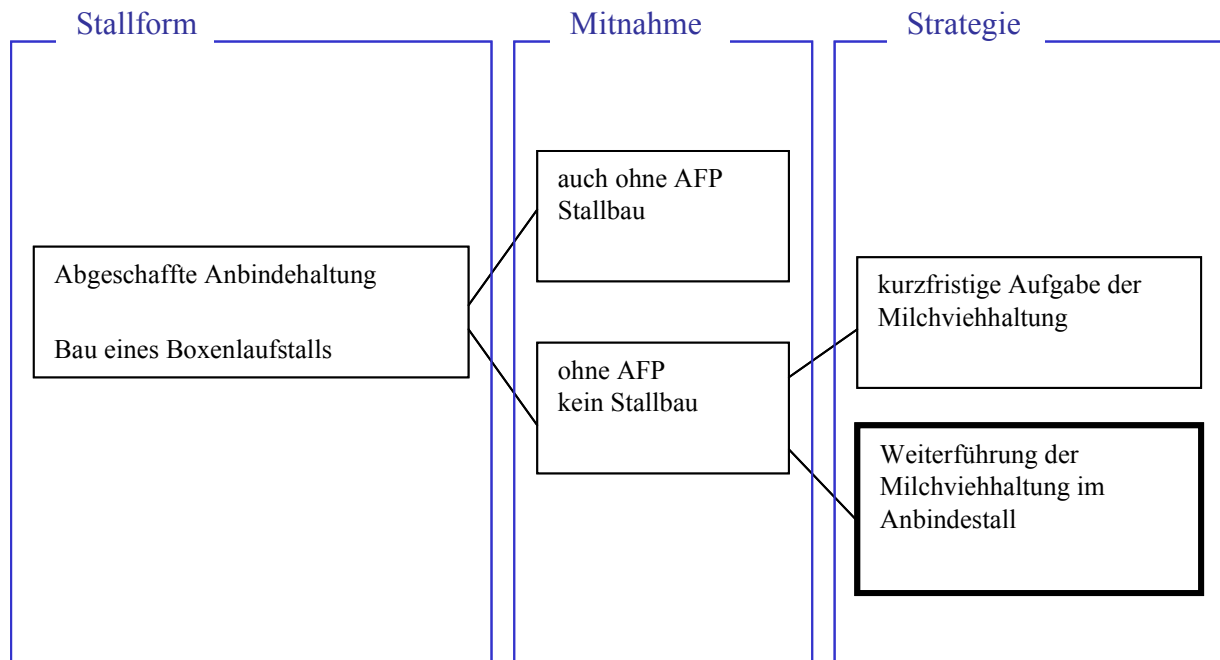 Stallform
Mitnahme
Strategie
Abgeschaffte Anbindehaltung
Bau eines Boxenlaufstalls
auch ohne AFP
Stallbau
ohne AFP
kein Stallbau
kurzfristige Aufgabe der
Milchviehhaltung
Weiterführung der
Milchviehhaltung im
Anbindestall